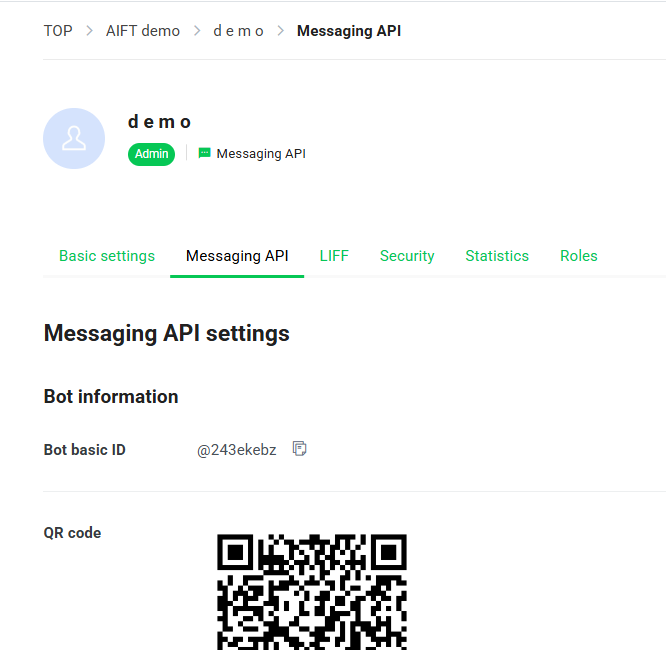 TOP > AIFT demo > d e m o > Messaging API
d e m o
Admin Messaging API
Basic settings Messaging API LIFF Security Statistics Roles
Messaging API settings
Bot information
Bot basic ID @243ekebz
QR code